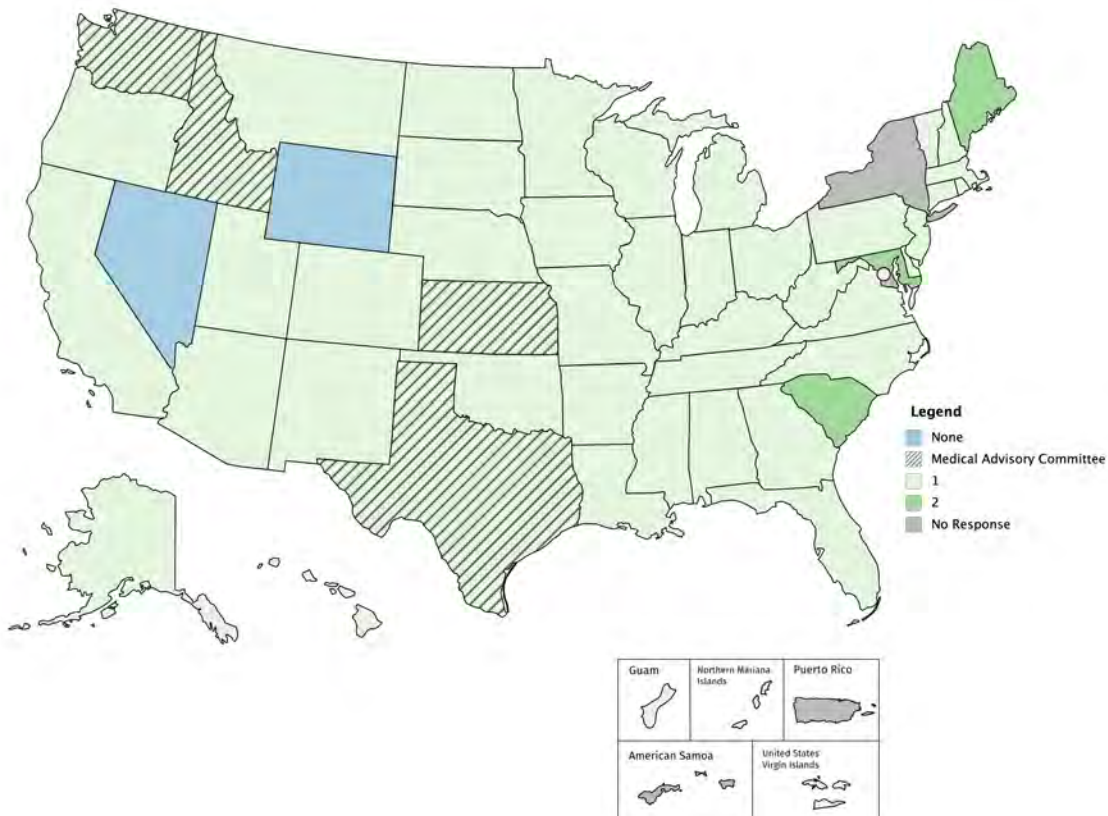 Legend
None
Medical Advisory Committee
1
2
No Response
Guam
Northern Mariana
Islands
Puerto Rico
American Samoa
United States
Virgin Islands